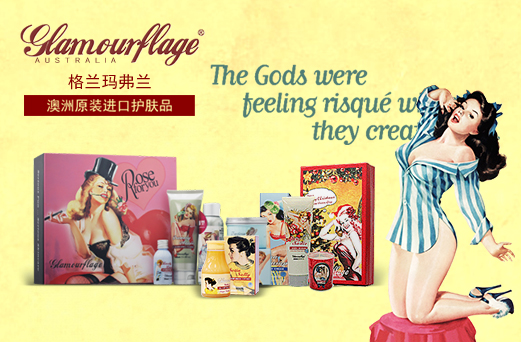 Glamourflage®
AUSTRALIA
格兰玛弗兰
澳洲原装进口护肤品
The Gods were
feeling risqué w
they crea
Rose
for you
Glamourflage